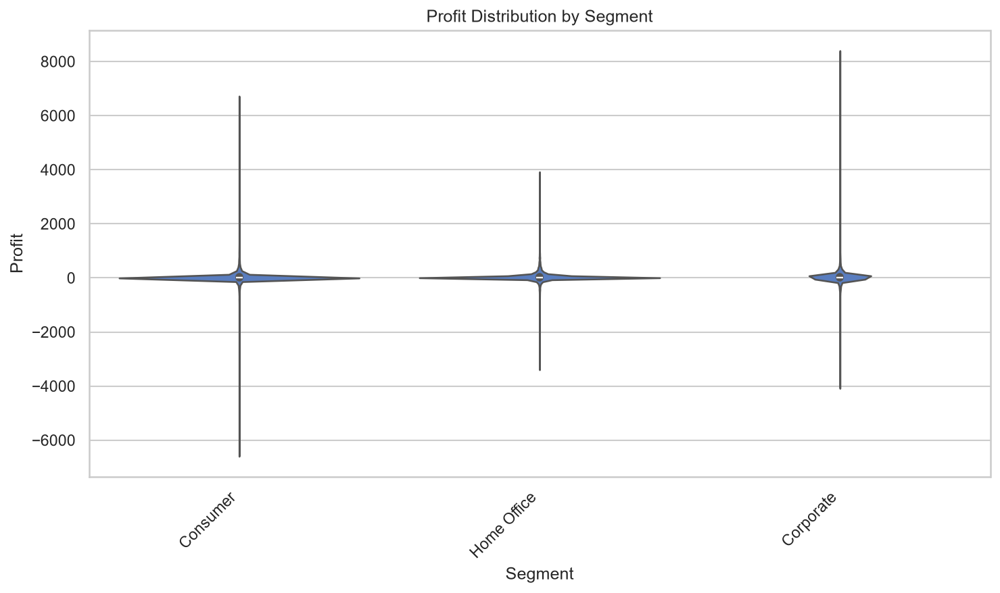 Profit Distribution by Segment
8000
6000
4000
2000
0
−2000
−4000
−6000
Profit
Consumer
Home Office
Corporate
Segment